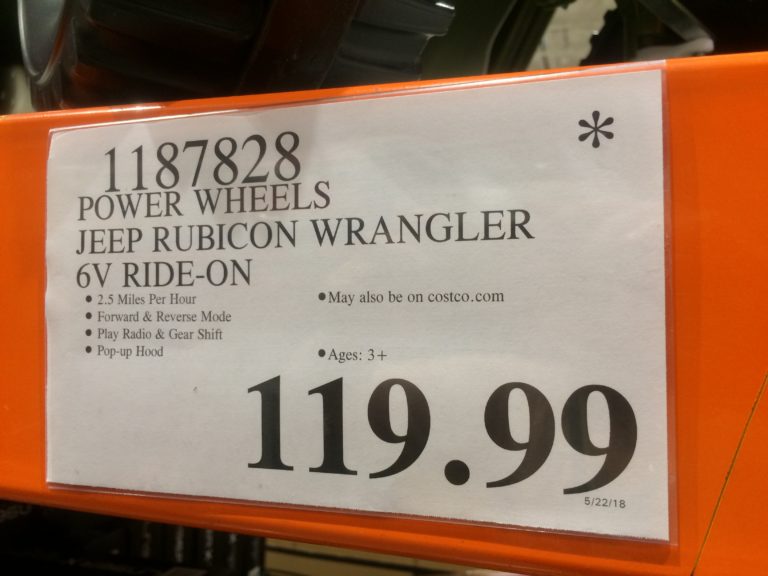 *
1187828
POWER WHEELS
JEEP RUBICON WRANGLER
6V RIDE-ON
• 2.5 Miles Per Hour
• Forward & Reverse Mode
• Play Radio & Gear Shift
• Pop-up Hood
• May also be on costco.com
• Ages: 3+
119.99
5/22/18